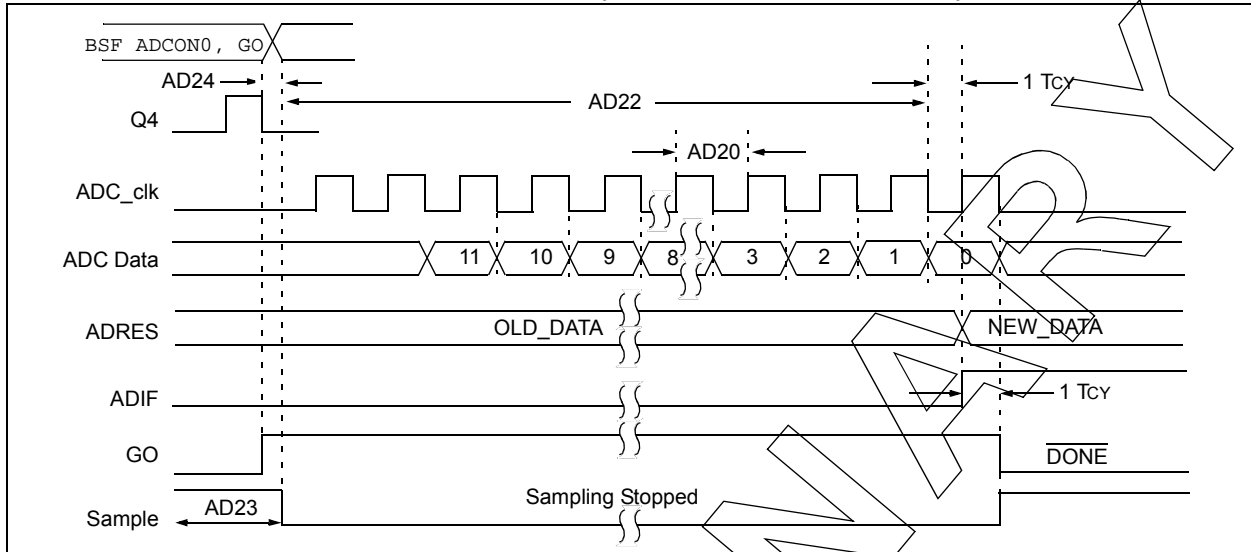 BSF ADCON0, GO
AD24
1 TCY
AD22
Q4
AD20
ADC_clk
ADC Data
11 10 9 8 3 2 1 0
ADRES
OLD_DATA
NEW_DATA
ADIF
1 TCY
GO
DONE
AD23
Sampling Stopped
Sample